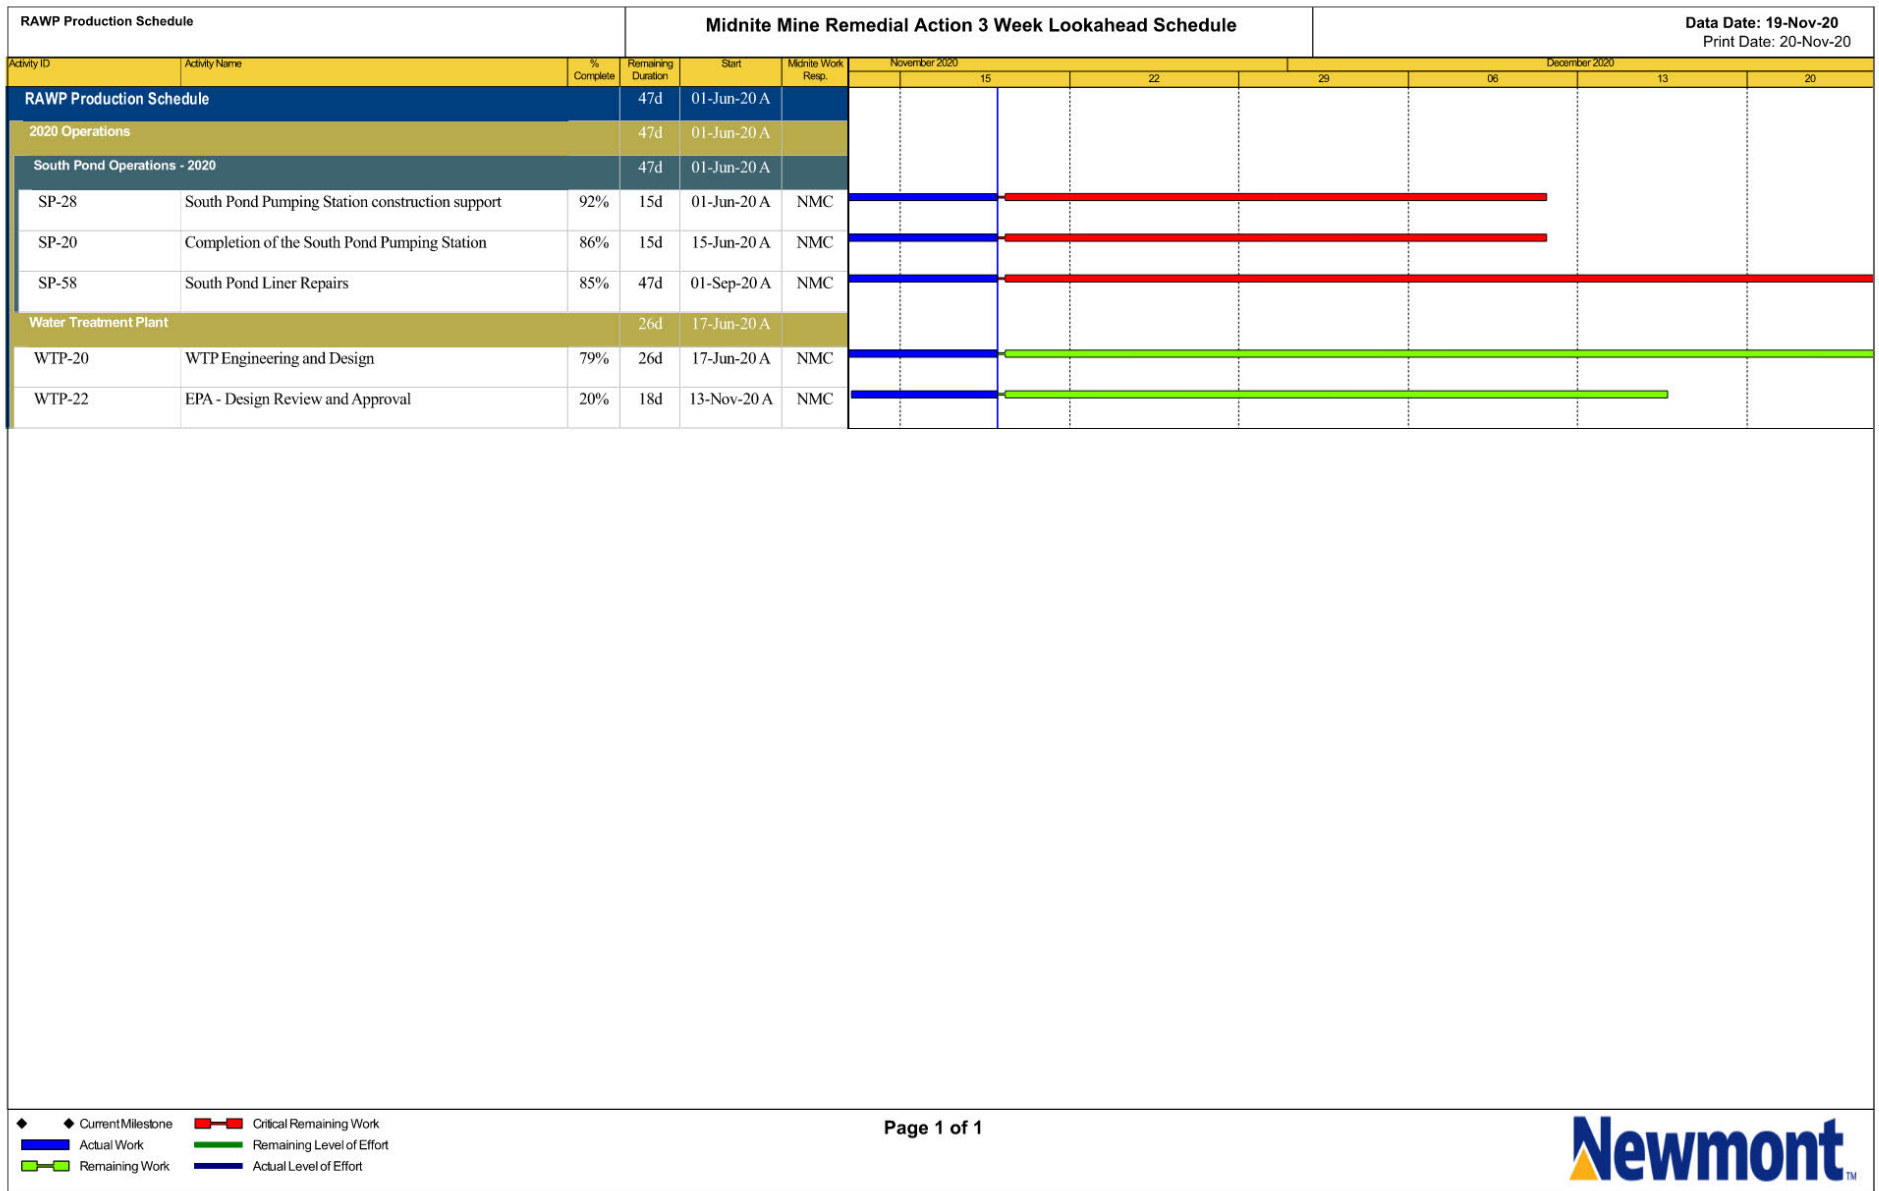 RAWP Production Schedule
Midnite Mine Remedial Action 3 Week Lookahead Schedule
Data Date: 19-Nov-20
Print Date: 20-Nov-20
Activity ID Activity Name % Complete Remaining Duration Start Midnite Work Resp. November 2020 December 2020
15 22 29 06 13 20
RAWP Production Schedule 47d 01-Jun-20 A
2020 Operations 47d 01-Jun-20 A
South Pond Operations - 2020 47d 01-Jun-20 A
SP-28 South Pond Pumping Station construction support 92% 15d 01-Jun-20 A NMC
SP-20 Completion of the South Pond Pumping Station 86% 15d 15-Jun-20 A NMC
SP-58 South Pond Liner Repairs 85% 47d 01-Sep-20 A NMC
Water Treatment Plant 26d 17-Jun-20 A
WTP-20 WTP Engineering and Design 79% 26d 17-Jun-20 A NMC
WTP-22 EPA - Design Review and Approval 20% 18d 13-Nov-20 A NMC
Current Milestone Critical Remaining Work
Actual Work Remaining Level of Effort
Remaining Work Actual Level of Effort
Page 1 of 1
Newmont™